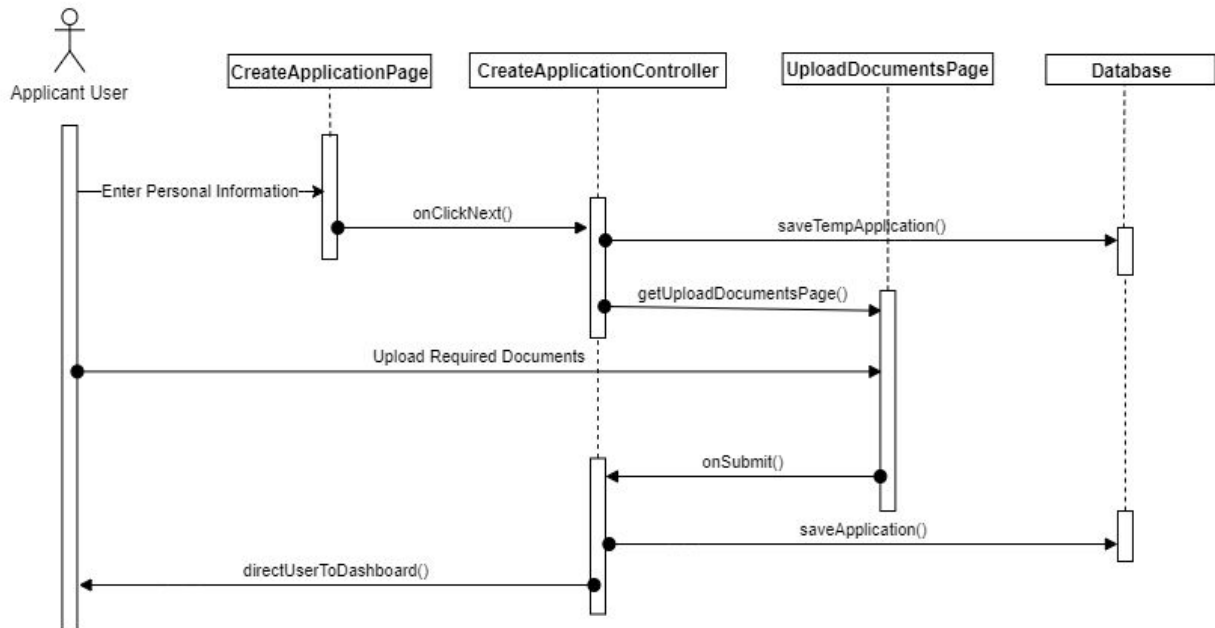 Applicant User
CreateApplicationPage
CreateApplicationController
UploadDocumentsPage
Database
Enter Personal Information
onClickNext()
saveTempApplication()
getUploadDocumentsPage()
Upload Required Documents
onSubmit()
saveApplication()
directUserToDashboard()